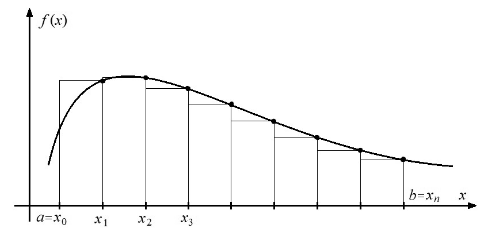 f(x)
b=xₙ x
a=x₀ x₁ x₂ x₃